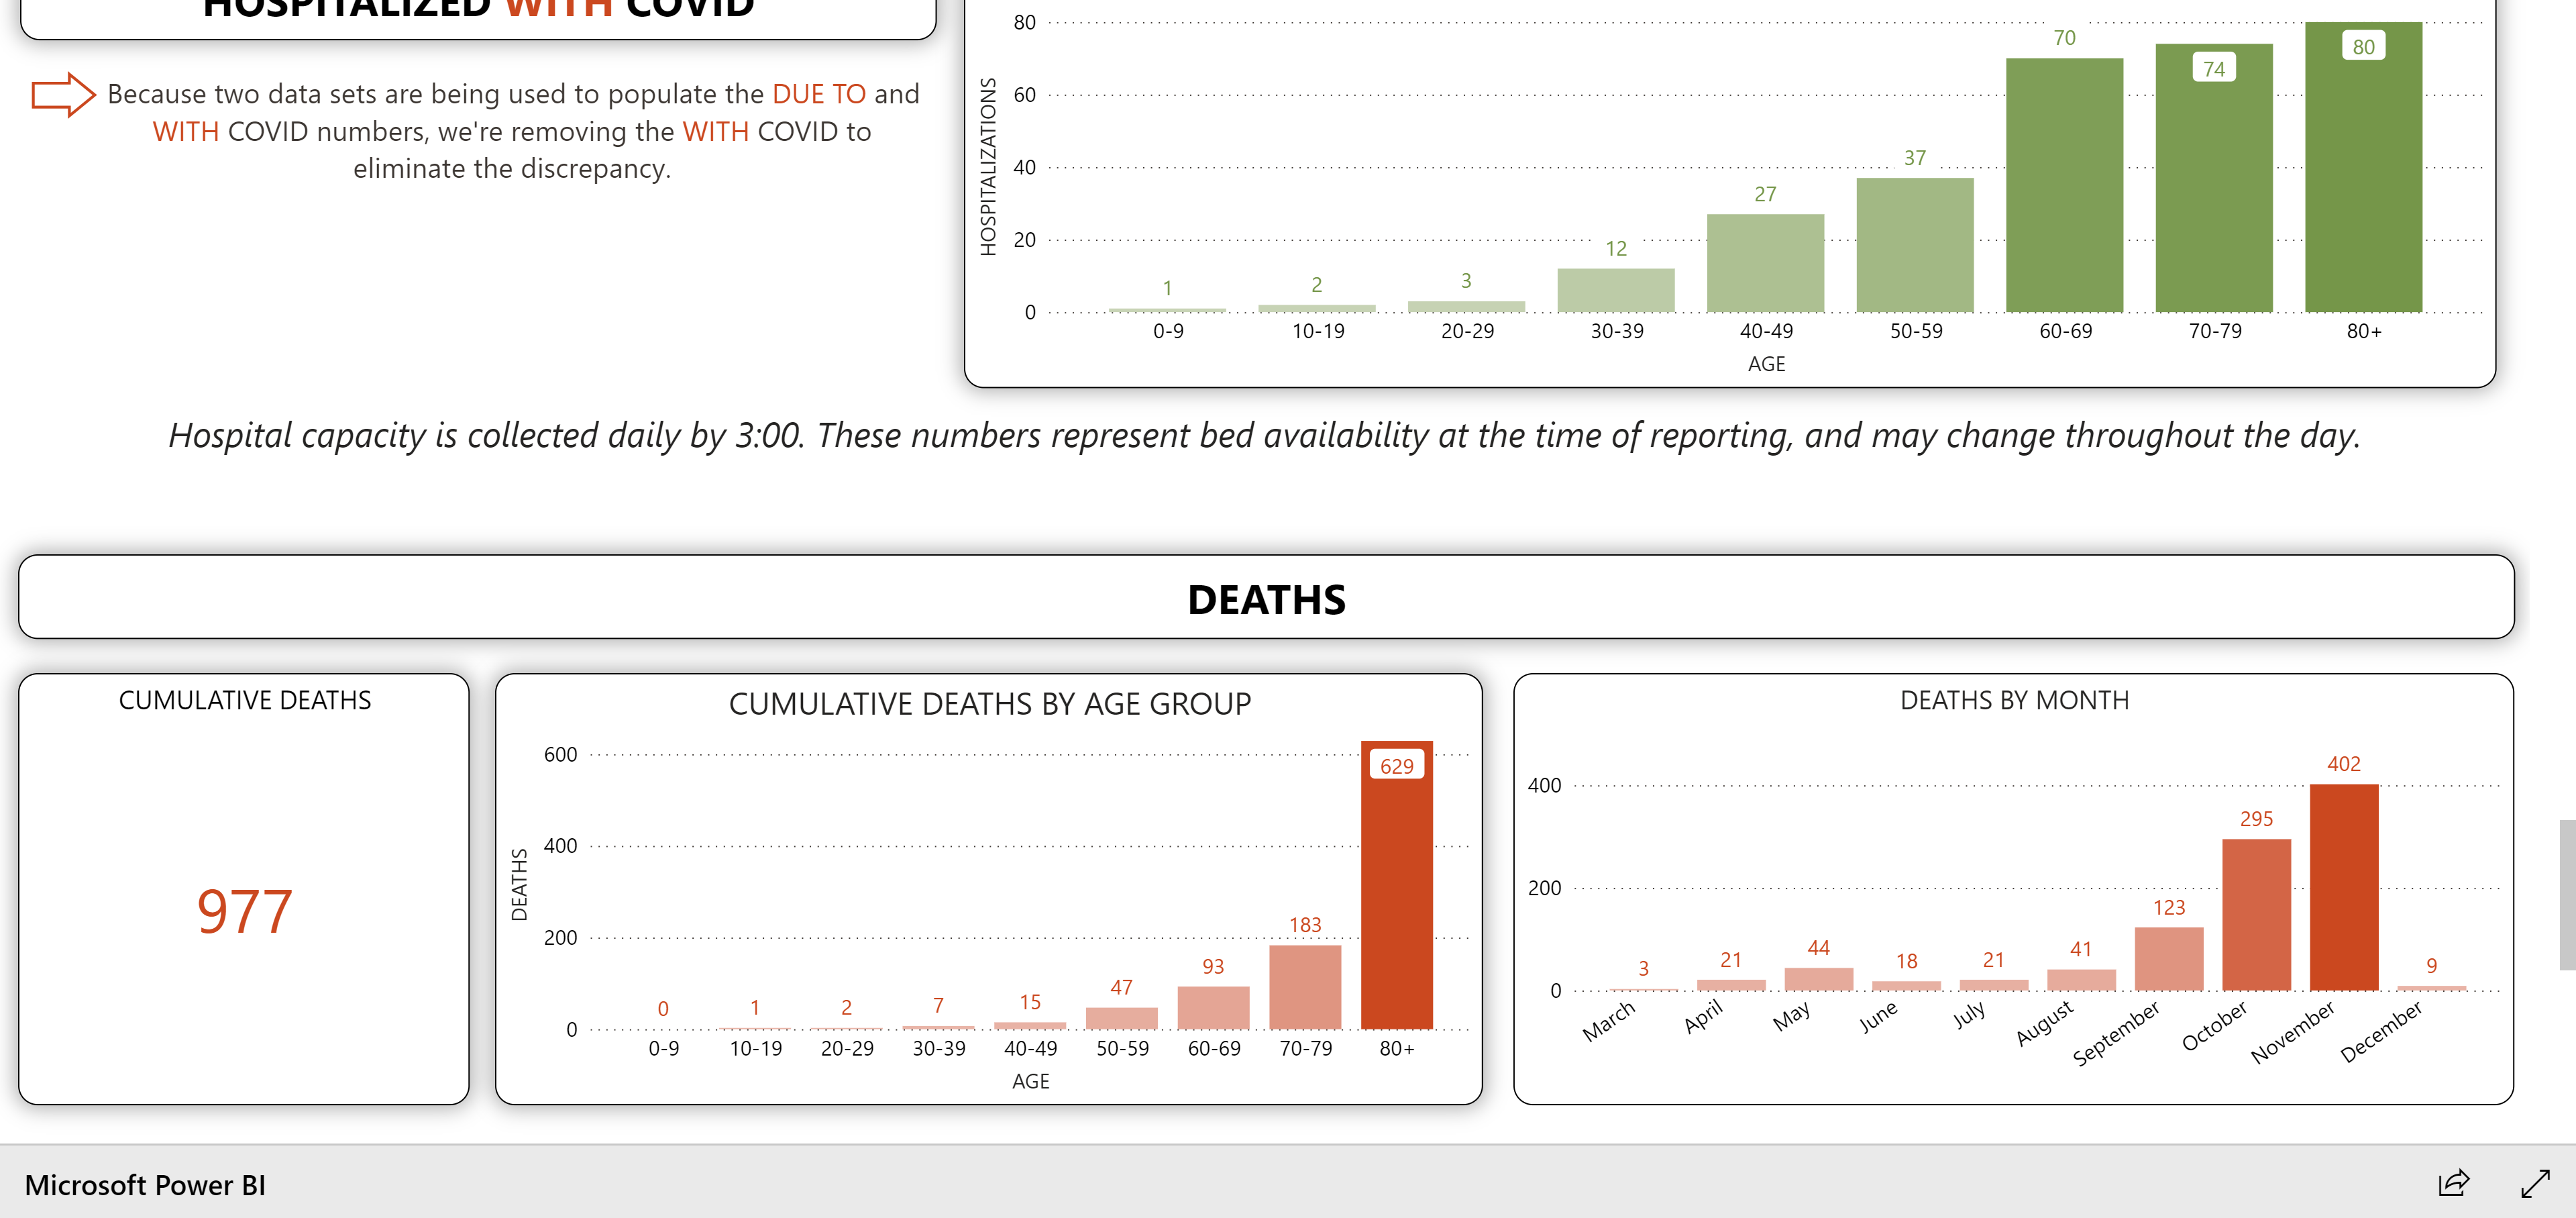 HOSPITALIZED WITH COVID
Because two data sets are being used to populate the DUE TO and
WITH COVID numbers, we're removing the WITH COVID to
eliminate the discrepancy.
HOSPITALIZATIONS
80
60
40
20
0
1
2
3
12
27
37
70
74
80
0-9
10-19
20-29
30-39
40-49
50-59
60-69
70-79
80+
AGE
Hospital capacity is collected daily by 3:00. These numbers represent bed availability at the time of reporting, and may change throughout the day.
DEATHS
CUMULATIVE DEATHS
977
CUMULATIVE DEATHS BY AGE GROUP
DEATHS
600
400
200
0
0
1
2
7
15
47
93
183
629
0-9
10-19
20-29
30-39
40-49
50-59
60-69
70-79
80+
AGE
DEATHS BY MONTH
400
200
0
3
21
44
18
21
41
123
295
402
9
March
April
May
June
July
August
September
October
November
December
Microsoft Power BI